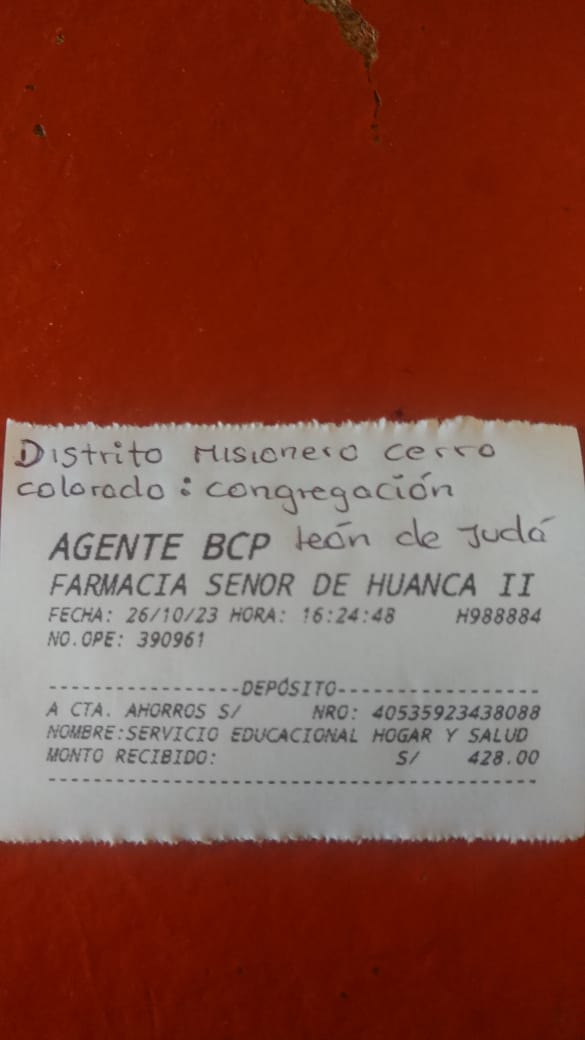 Distrito Misionero cerro
colorado: congregación
AGENTE BCP león de Judá
FARMACIA SENOR DE HUANCA II
FECHA: 26/10/23 HORA: 16:24:48 H988884
NO.OPE: 390961
-----------------DEPÓSITO------------------
A CTA. AHORROS S/ NRO: 40535923438088
NOMBRE:SERVICIO EDUCACIONAL HOGAR Y SALUD
MONTO RECIBIDO: S/ 428.00
-------------------------------------------